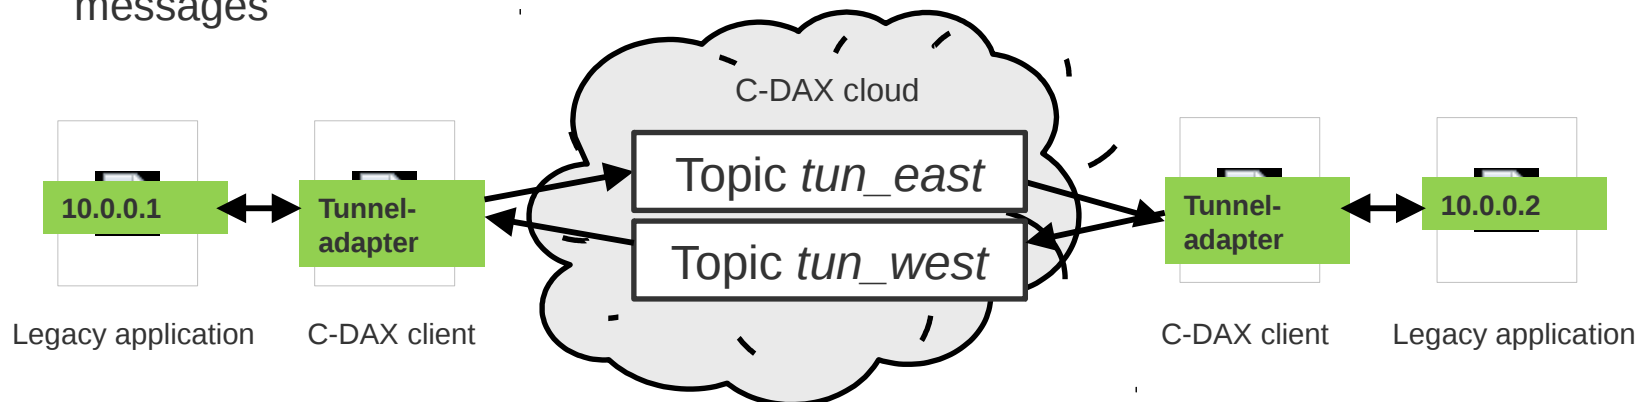 messages
C-DAX cloud
Topic tun_east
10.0.0.1
Tunnel-
adapter
Tunnel-
adapter
10.0.0.2
Topic tun_west
Legacy application
C-DAX client
C-DAX client
Legacy application